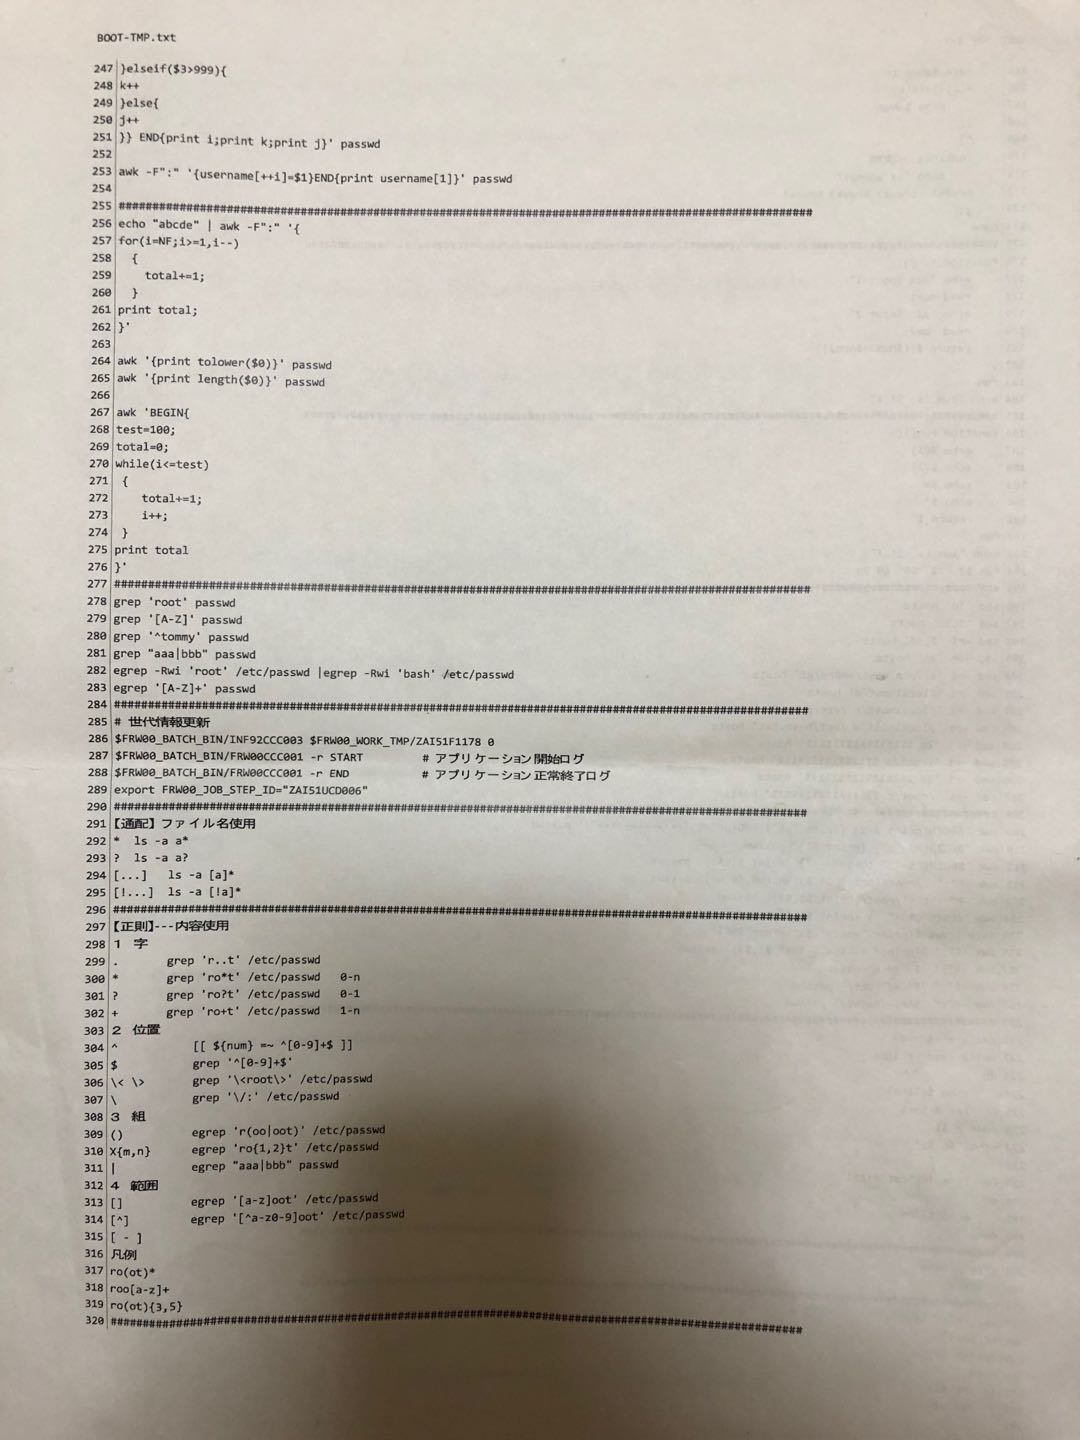 BOOT-TMP.txt
247 }elseif($3>999){
248 k++
249 }else{
250 j++
251 }} END{print i;print k;print j}' passwd
252
253 awk -F":" '{username[++i]=$1}END{print username[1]}' passwd
254
255 ########################################################################################################
256 echo "abcde" | awk -F":" '{
257 for(i=NF;i>=1,i--)
258   {
259     total+=1;
260   }
261 print total;
262 }'
263
264 awk '{print tolower($0)}' passwd
265 awk '{print length($0)}' passwd
266
267 awk 'BEGIN{
268 test=100;
269 total=0;
270 while(i<=test)
271  {
272     total+=1;
273     i++;
274  }
275 print total
276 }'
277 ########################################################################################################
278 grep 'root' passwd
279 grep '[A-Z]' passwd
280 grep '^tommy' passwd
281 grep "aaa|bbb" passwd
282 egrep -Rwi 'root' /etc/passwd |egrep -Rwi 'bash' /etc/passwd
283 egrep '[A-Z]+' passwd
284 ########################################################################################################
285 # 世代情報更新
286 $FRW00_BATCH_BIN/INF92CCC003 $FRW00_WORK_TMP/ZAI51F1178 0
287 $FRW00_BATCH_BIN/FRW00CCC001 -r START         # アプリケーション開始ログ
288 $FRW00_BATCH_BIN/FRW00CCC001 -r END           # アプリケーション正常終了ログ
289 export FRW00_JOB_STEP_ID="ZAI51UCD006"
290 ########################################################################################################
291 【通配】ファイル名使用
292 *  ls -a a*
293 ?  ls -a a?
294 [...]   ls -a [a]*
295 [!...]  ls -a [!a]*
296 ########################################################################################################
297 【正則】---内容使用
298 1 字
299 .       grep 'r..t' /etc/passwd
300 *       grep 'ro*t' /etc/passwd   0-n
301 ?       grep 'ro?t' /etc/passwd   0-1
302 +       grep 'ro+t' /etc/passwd   1-n
303 2 位置
304 ^           [[ ${num} =~ ^[0-9]+$ ]]
305 $           grep '^[0-9]+$'
306 \< \>       grep '\<root\>' /etc/passwd
307 \           grep '\/:' /etc/passwd
308 3 組
309 ()          egrep 'r(oo|oot)' /etc/passwd
310 X{m,n}      egrep 'ro{1,2}t' /etc/passwd
311 |           egrep "aaa|bbb" passwd
312 4 範囲
313 []          egrep '[a-z]oot' /etc/passwd
314 [^]         egrep '[^a-z0-9]oot' /etc/passwd
315 [ - ]
316 凡例
317 ro(ot)*
318 roo[a-z]+
319 ro(ot){3,5}
320 ########################################################################################################